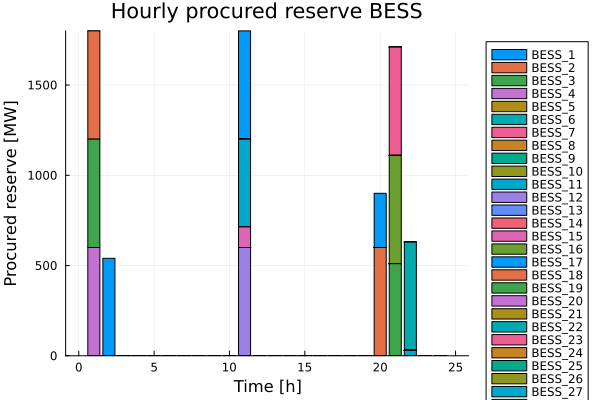 Hourly procured reserve BESS
Procured reserve [MW]
1500
1000
500
0
0 5 10 15 20 25
Time [h]
BESS_1
BESS_2
BESS_3
BESS_4
BESS_5
BESS_6
BESS_7
BESS_8
BESS_9
BESS_10
BESS_11
BESS_12
BESS_13
BESS_14
BESS_15
BESS_16
BESS_17
BESS_18
BESS_19
BESS_20
BESS_21
BESS_22
BESS_23
BESS_24
BESS_25
BESS_26
BESS_27